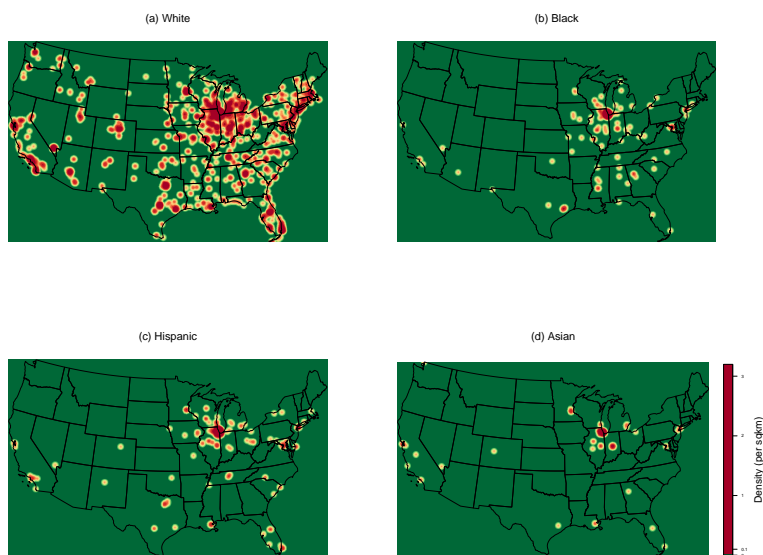 (a) White
(b) Black
(c) Hispanic
(d) Asian
3
2
1
0.1
Density (per sqkm)